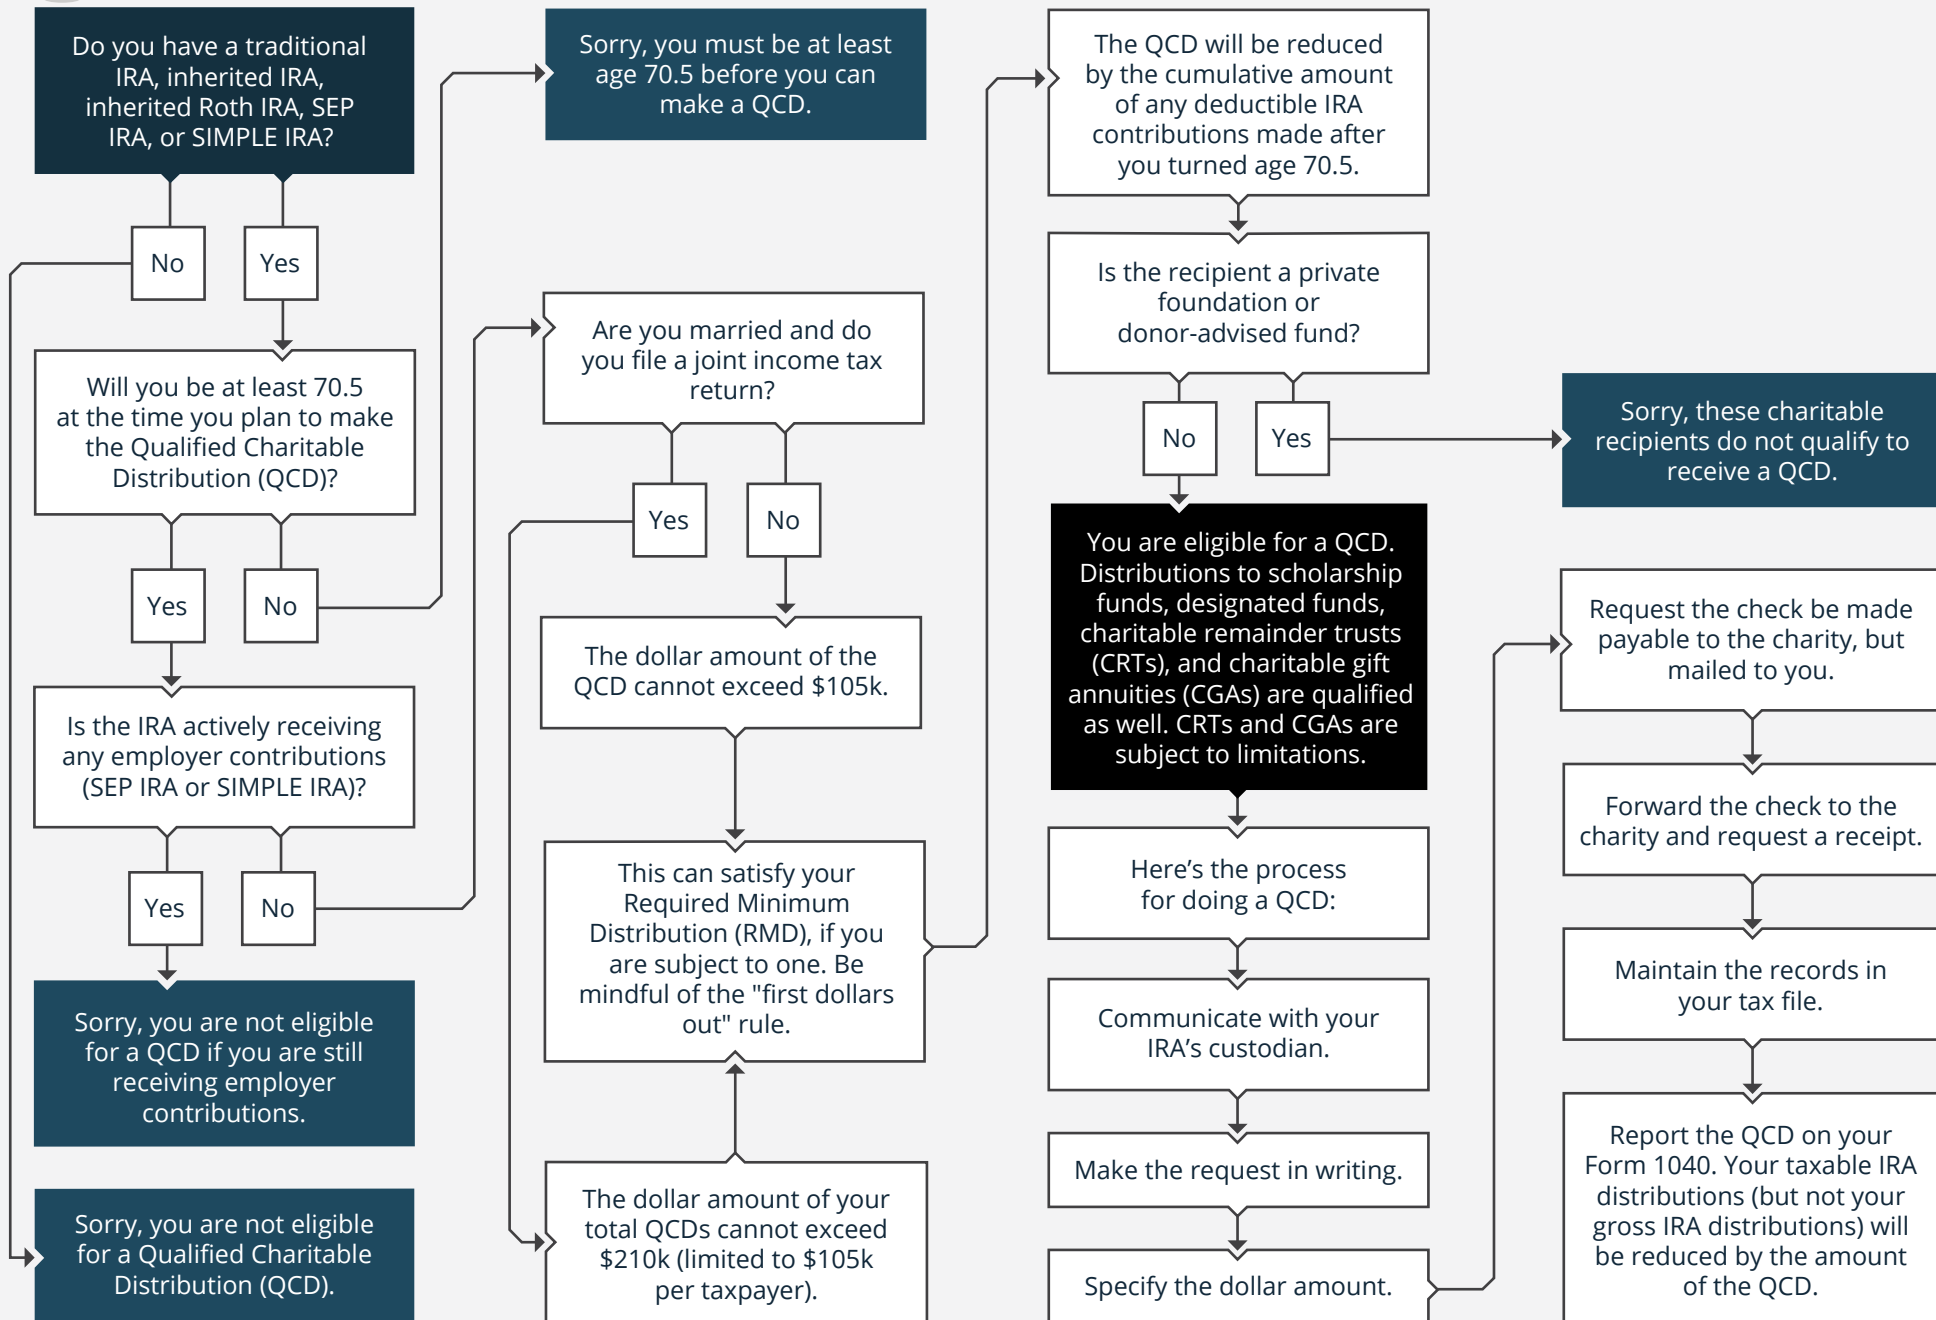 Do you have a traditional
IRA, inherited IRA,
inherited Roth IRA, SEP
IRA, or SIMPLE IRA?
No
Yes
Will you be at least 70.5
at the time you plan to make
the Qualified Charitable
Distribution (QCD)?
Yes
No
Is the IRA actively receiving
any employer contributions
(SEP IRA or SIMPLE IRA)?
Yes
No
Sorry, you are not eligible
for a QCD if you are still
receiving employer
contributions.
Sorry, you are not eligible
for a Qualified Charitable
Distribution (QCD).
Sorry, you must be at least
age 70.5 before you can
make a QCD.
Are you married and do
you file a joint income tax
return?
Yes
No
The dollar amount of the
QCD cannot exceed $105k.
This can satisfy your
Required Minimum
Distribution (RMD), if you
are subject to one. Be
mindful of the "first dollars
out" rule.
The dollar amount of your
total QCDs cannot exceed
$210k (limited to $105k
per taxpayer).
The QCD will be reduced
by the cumulative amount
of any deductible IRA
contributions made after
you turned age 70.5.
Is the recipient a private
foundation or
donor-advised fund?
No
Yes
You are eligible for a QCD.
Distributions to scholarship
funds, designated funds,
charitable remainder trusts
(CRTs), and charitable gift
annuities (CGAs) are qualified
as well. CRTs and CGAs are
subject to limitations.
Here’s the process
for doing a QCD:
Communicate with your
IRA’s custodian.
Make the request in writing.
Specify the dollar amount.
Sorry, these charitable
recipients do not qualify to
receive a QCD.
Request the check be made
payable to the charity, but
mailed to you.
Forward the check to the
charity and request a receipt.
Maintain the records in
your tax file.
Report the QCD on your
Form 1040. Your taxable IRA
distributions (but not your
gross IRA distributions) will
be reduced by the amount
of the QCD.